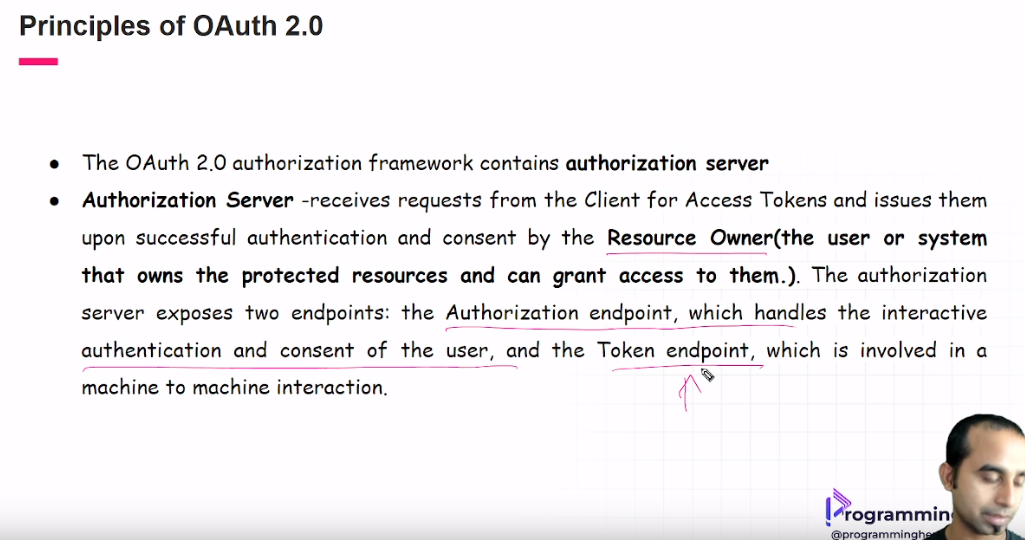 Principles of OAuth 2.0
● The OAuth 2.0 authorization framework contains authorization server
● Authorization Server -receives requests from the Client for Access Tokens and issues them
upon successful authentication and consent by the Resource Owner(the user or system
that owns the protected resources and can grant access to them.). The authorization
server exposes two endpoints: the Authorization endpoint, which handles the interactive
authentication and consent of the user, and the Token endpoint, which is involved in a
machine to machine interaction.
rogrammin
@programminghe